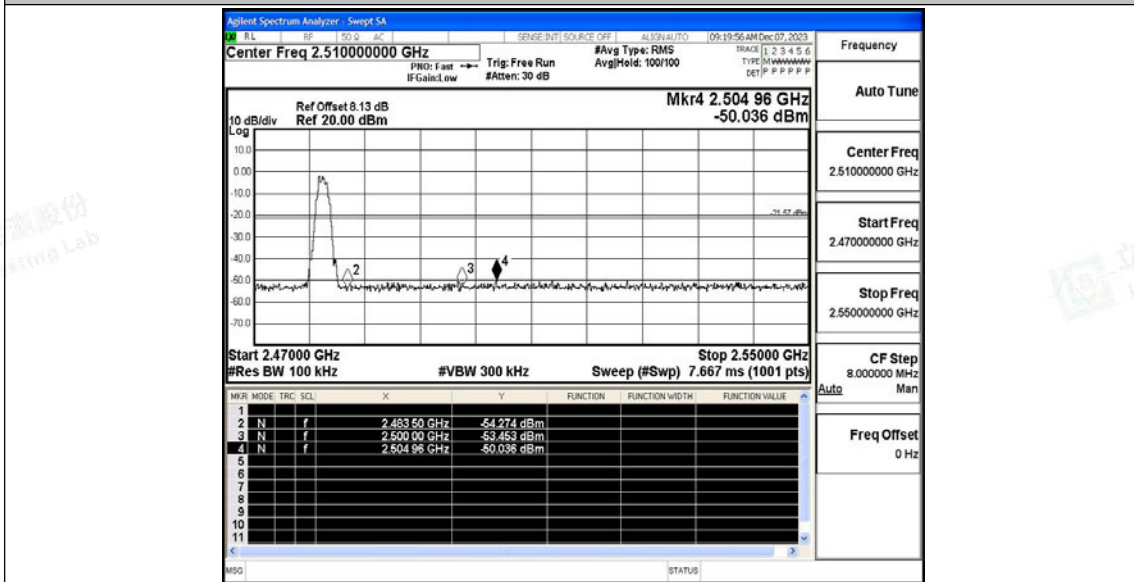 Agilent Spectrum Analyzer - Swept SA
RL RF 50 Ω AC SENSE:INT SOURCE OFF ALIGNAUTO 09:19:56 AM Dec 07, 2023
Center Freq 2.510000000 GHz
PNO: Fast
IFGain:Low
Trig: Free Run
#Atten: 30 dB
#Avg Type: RMS
Avg|Hold: 100/100
TRACE 1 2 3 4 5 6
TYPE M
DET P P P P P P
Frequency
Auto Tune
Mkr4 2.504 96 GHz
-50.036 dBm
Ref Offset 8.13 dB
10 dB/div Ref 20.00 dBm
Log
10.0
0.00
-10.0
-20.0
-21.57 dBm
-30.0
-40.0
-50.0
-60.0
-70.0
2
3
4
Start 2.47000 GHz Stop 2.55000 GHz
#Res BW 100 kHz #VBW 300 kHz Sweep (#Swp) 7.667 ms (1001 pts)
Center Freq
2.510000000 GHz
Start Freq
2.470000000 GHz
Stop Freq
2.550000000 GHz
CF Step
8.000000 MHz
Auto Man
Freq Offset
0 Hz
MKR MODE TRC SCL X Y FUNCTION FUNCTION WIDTH FUNCTION VALUE
1
2 N f 2.483 50 GHz -54.274 dBm
3 N f 2.500 00 GHz -53.453 dBm
4 N f 2.504 96 GHz -50.036 dBm
5
6
7
8
9
10
11
MSG STATUS
股份
sting Lab
立